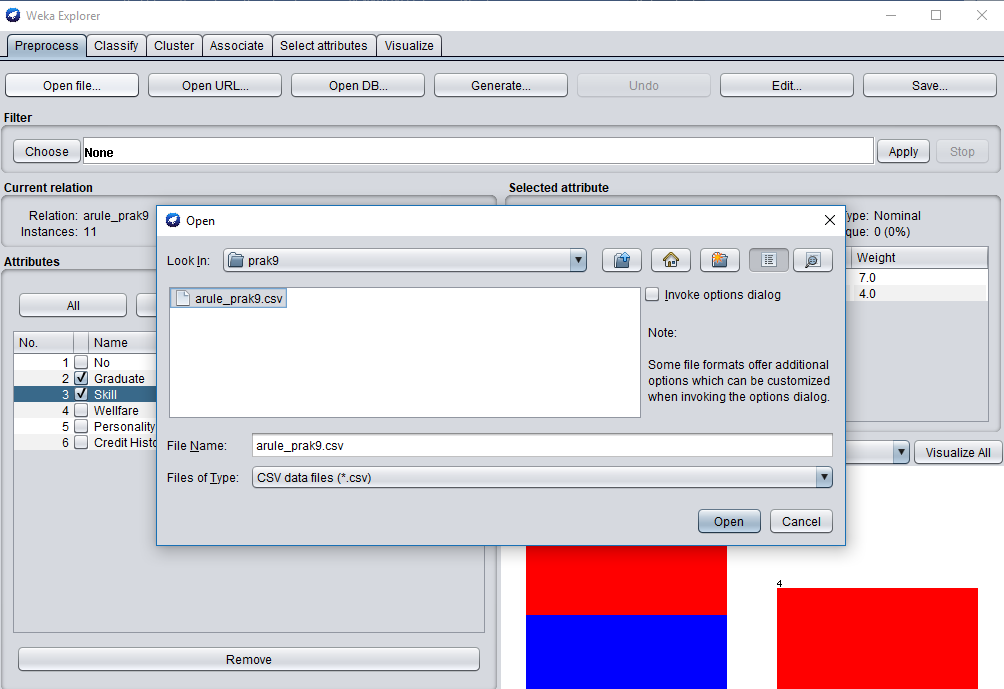 Weka Explorer
Preprocess Classify Cluster Associate Select attributes Visualize
Open file... Open URL... Open DB... Generate... Undo Edit... Save...
Filter
Choose None Apply Stop
Current relation
Relation: arule_prak9
Instances: 11
Selected attribute
Type: Nominal
que: 0 (0%)
Attributes
All
No. Name
1 No
2 Graduate
3 Skill
4 Wellfare
5 Personality
6 Credit Histo
Remove
Weight
7.0
4.0
Visualize All
4
Open
Look In: prak9
arule_prak9.csv
Invoke options dialog
Note:
Some file formats offer additional
options which can be customized
when invoking the options dialog.
File Name: arule_prak9.csv
Files of Type: CSV data files (*.csv)
Open Cancel